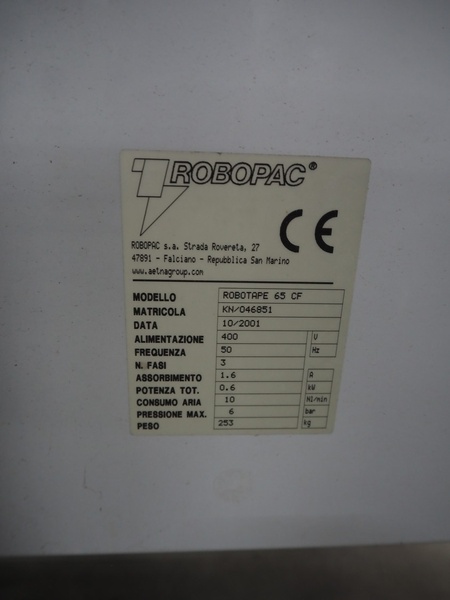 ROBOPAC®
CE
ROBOPAC s.a. Strada Rovereta, 27
47891 - Falciano - Repubblica San Marino
www.aetnagroup.com
MODELLO ROBOTAPE 65 CF
MATRICOLA KN/046851
DATA 10/2001
ALIMENTAZIONE 400 V
FREQUENZA 50 Hz
N. FASI 3
ASSORBIMENTO 1.6 A
POTENZA TOT. 0.6 kW
CONSUMO ARIA 10 Nl/min
PRESSIONE MAX. 6 bar
PESO 253 kg